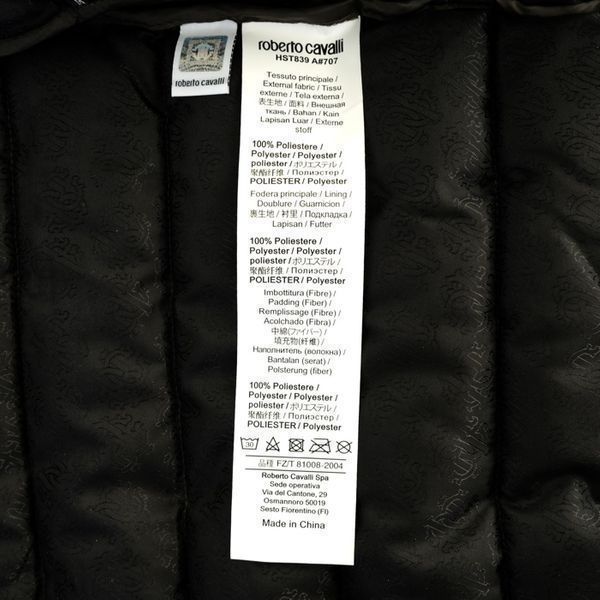 roberto cavalli
roberto cavalli
HST839 A#707
Tessuto principale /
External fabric / Tissu
externe / Tela externa /
表生地 / 面料 / Внешная
ткань / Bahan / Kain
Lapisan Luar / Externe
stoff
100% Poliestere /
Polyester / Polyester /
poliester / ポリエステル /
聚酯纤维 / Полиэстер /
POLIESTER / Polyester
Fodera principale / Lining /
Doublure / Guarnicion /
裏生地 / 衬里 / Подкладка /
Lapisan / Futter
100% Poliestere /
Polyester / Polyester /
poliester / ポリエステル /
聚酯纤维 / Полиэстер /
POLIESTER / Polyester
Imbottitura (Fibre) /
Padding (Fiber) /
Remplissage (Fibre) /
Acolchado (Fibra) /
中綿(ファイバー) /
填充物(纤维) /
Наполнитель (волокна) /
Bantalan (serat) /
Polsterung (fiber)
100% Poliestere /
Polyester / Polyester /
poliester / ポリエステル /
聚酯纤维 / Полиэстер /
POLIESTER / Polyester
30
品種 FZ/T 81008-2004
Roberto Cavalli Spa
Sede operativa
Via del Cantone, 29
Osmannoro 50019
Sesto Fiorentino (FI)
Made in China